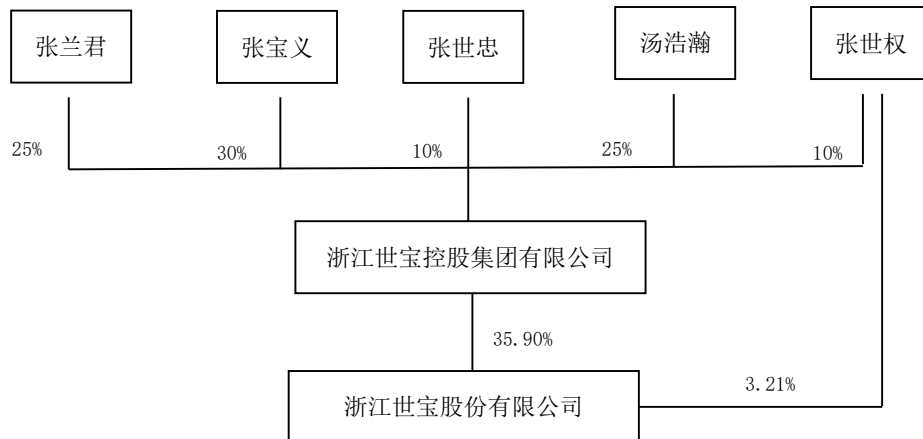 张兰君
张宝义
张世忠
汤浩瀚
张世权
25%
30%
10%
25%
10%
浙江世宝控股集团有限公司
35.90%
3.21%
浙江世宝股份有限公司